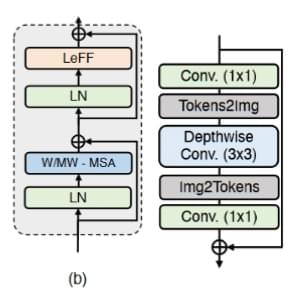 LeFF
LN
W/MW - MSA
LN
(b)
Conv. (1x1)
Tokens2Img
Depthwise
Conv. (3x3)
Img2Tokens
Conv. (1x1)